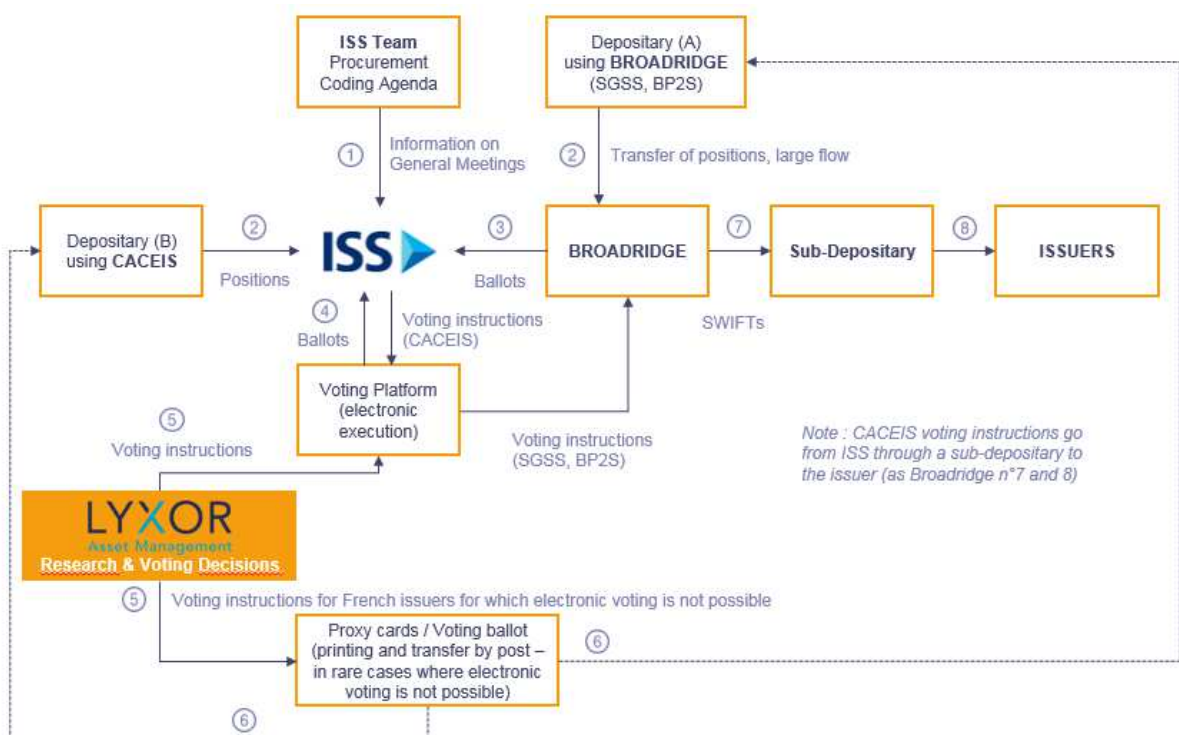 ISS Team
Procurement
Coding Agenda
Depositary (A)
using BROADRIDGE
(SGSS, BP2S)
1
Information on
General Meetings
2
Transfer of positions, large flow
Depositary (B)
using CACEIS
2
Positions
ISS
3
Ballots
BROADRIDGE
7
SWIFTs
Sub-Depositary
8
ISSUERS
4
Ballots
Voting instructions
(CACEIS)
Voting Platform
(electronic
execution)
5
Voting instructions
Voting instructions
(SGSS, BP2S)
Note : CACEIS voting instructions go
from ISS through a sub-depositary to
the issuer (as Broadridge n°7 and 8)
LYXOR
Asset Management
Research & Voting Decisions
5
Voting instructions for French issuers for which electronic voting is not possible
Proxy cards / Voting ballot
(printing and transfer by post –
in rare cases where electronic
voting is not possible)
6
6